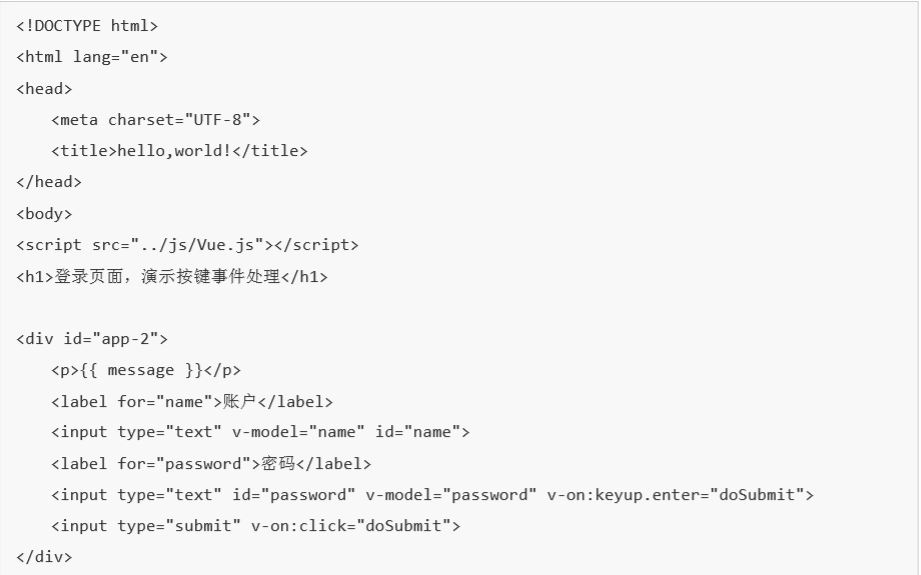 <!DOCTYPE html>
<html lang="en">
<head>
    <meta charset="UTF-8">
    <title>hello,world!</title>
</head>
<body>
<script src="../js/Vue.js"></script>
<h1>登录页面，演示按键事件处理</h1>

<div id="app-2">
    <p>{{ message }}</p>
    <label for="name">账户</label>
    <input type="text" v-model="name" id="name">
    <label for="password">密码</label>
    <input type="text" id="password" v-model="password" v-on:keyup.enter="doSubmit">
    <input type="submit" v-on:click="doSubmit">
</div>